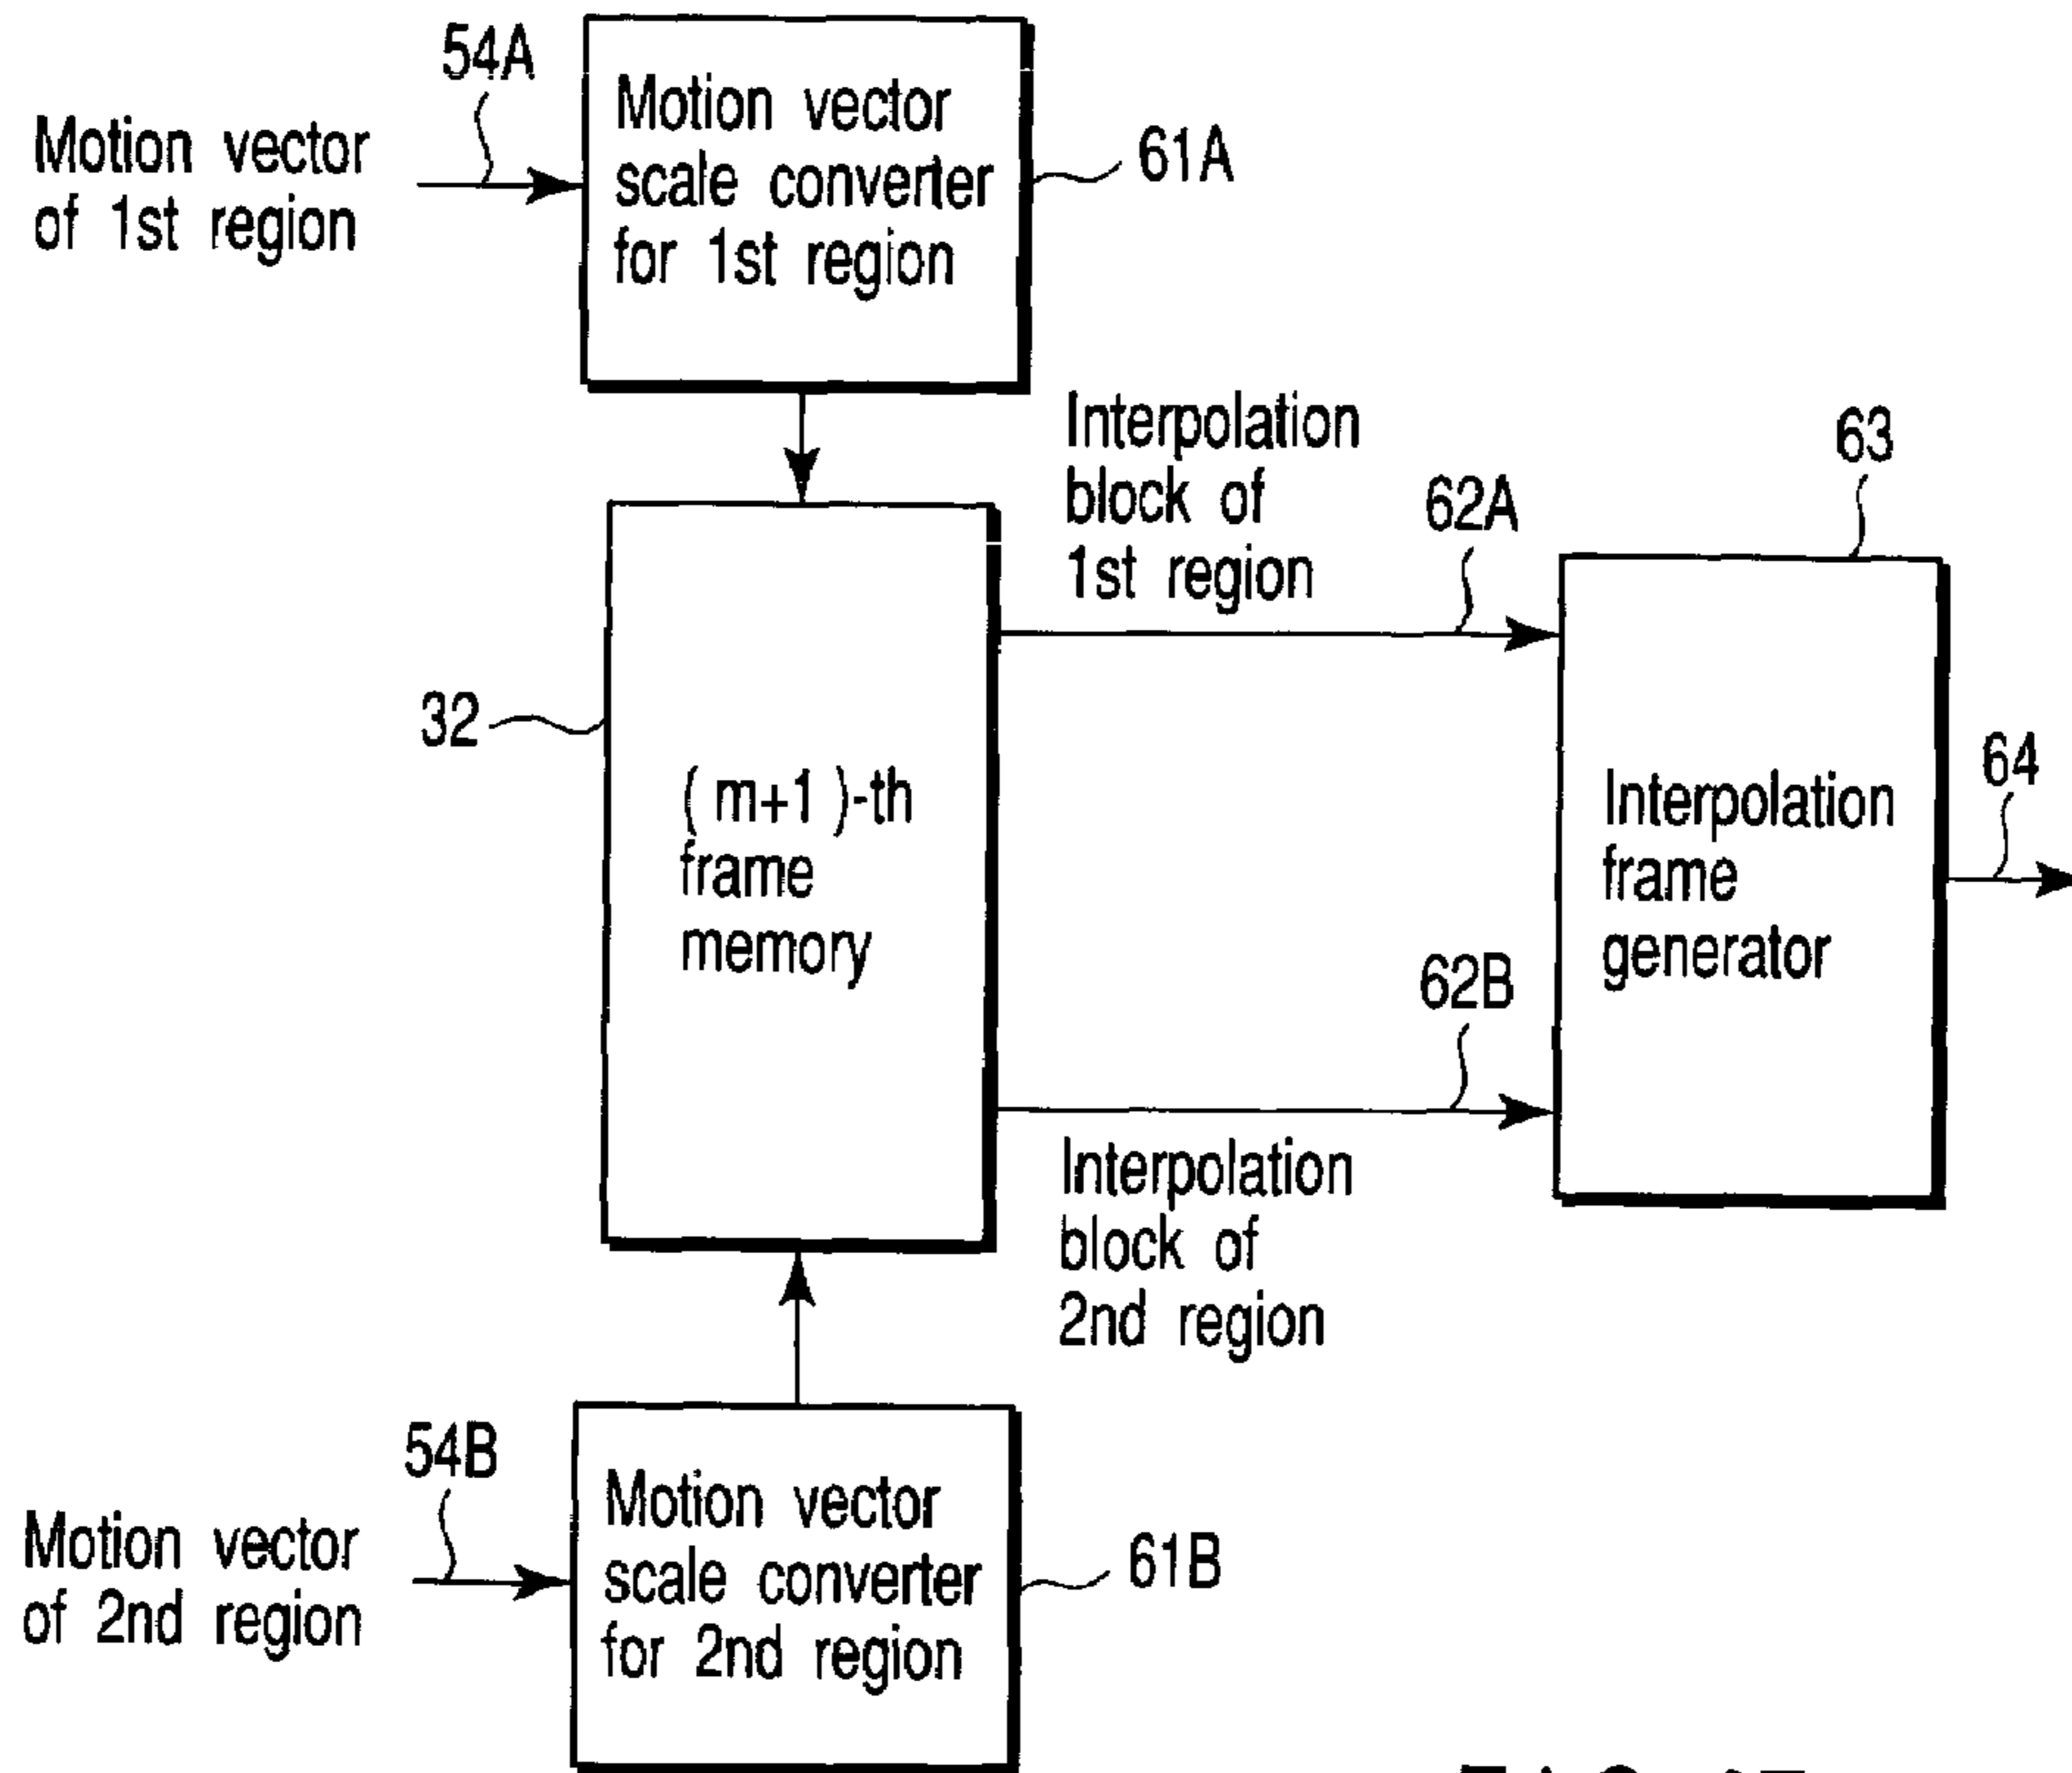 54A
Motion vector
of 1st region
Motion vector
scale converter
for 1st region
61A
Interpolation
block of
1st region
62A
63
32
( m+1 )-th
frame
memory
Interpolation
frame
generator
64
62B
Interpolation
block of
2nd region
54B
Motion vector
of 2nd region
Motion vector
scale converter
for 2nd region
61B